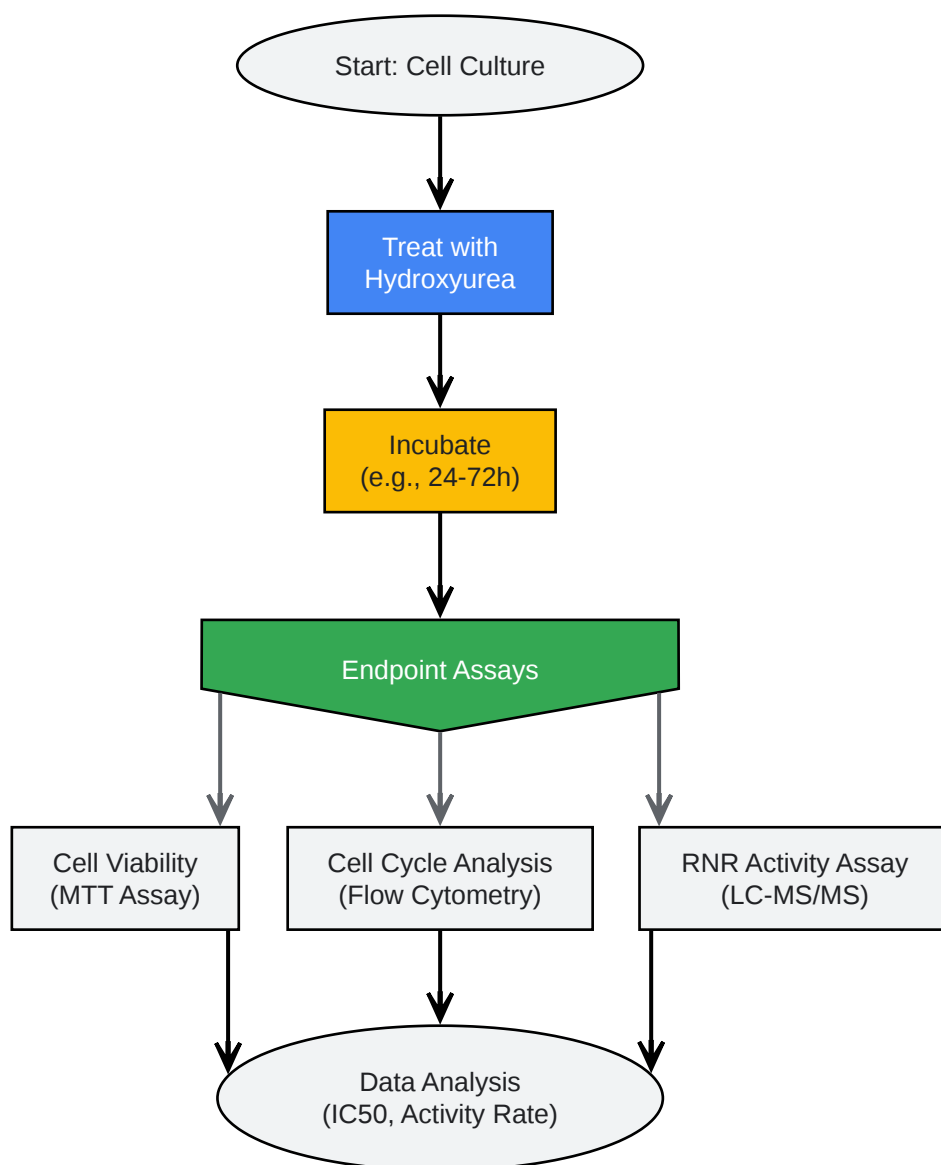 Start: Cell Culture
Treat with
Hydroxyurea
Incubate
(e.g., 24-72h)
Endpoint Assays
Cell Viability
(MTT Assay)
Cell Cycle Analysis
(Flow Cytometry)
RNR Activity Assay
(LC-MS/MS)
Data Analysis
(IC50, Activity Rate)